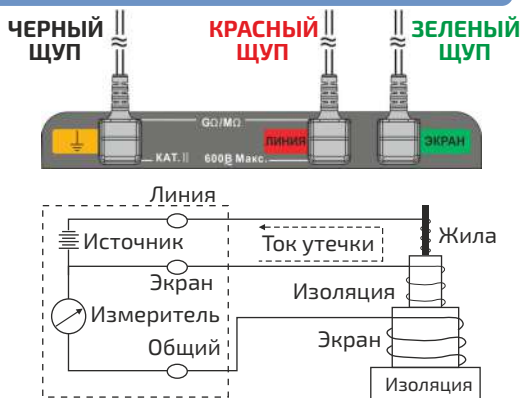 ЧЕРНЫЙ
ЩУП
КРАСНЫЙ
ЩУП
ЗЕЛЕНЫЙ
ЩУП
GΩ/MΩ
ЛИНИЯ
ЭКРАН
КАТ. II 600В Макс.
Линия
Источник
Ток утечки
Жила
Экран
Изоляция
Измеритель
Экран
Общий
Изоляция